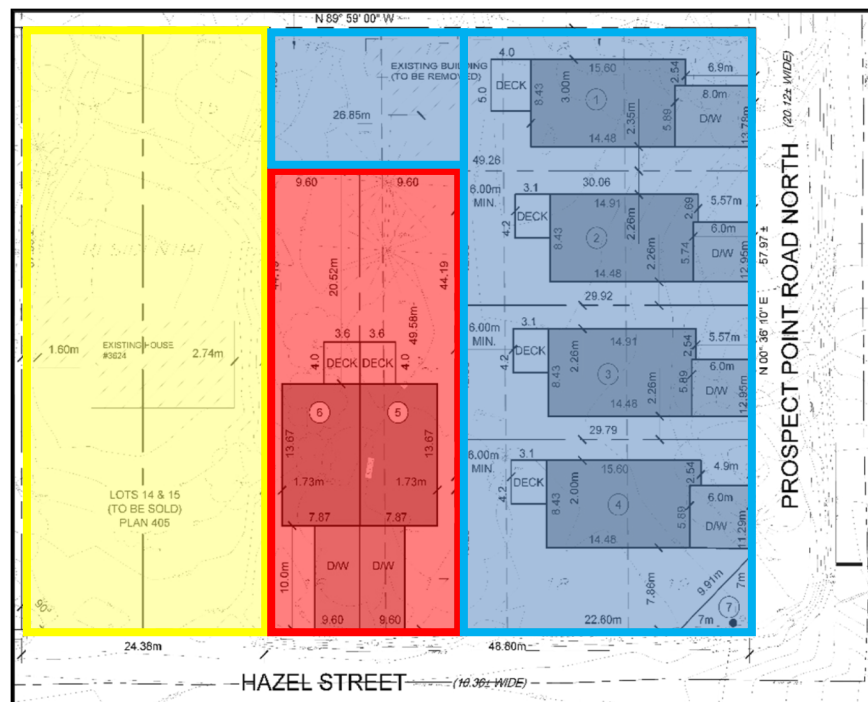 N 89° 59' 00" W
EXISTING BUILDING
(TO BE REMOVED)
26.85m
4.0
5.0
DECK
8.43
3.00m
15.60
1
14.48
2.35m
2.54
5.89
6.9m
8.0m
D/W
13.78m
49.26
30.06
6.00m
MIN.
3.1
4.2
DECK
8.43
14.91
2
14.48
2.26m
2.26m
2.69
5.74
5.57m
6.0m
D/W
12.95m
29.92
6.00m
MIN.
3.1
4.2
DECK
8.43
2.26m
14.91
3
14.48
2.26m
2.54
5.89
5.57m
6.0m
D/W
12.95m
29.79
6.00m
MIN.
3.1
4.2
DECK
8.43
2.00m
15.60
4
14.48
2.54
5.89
4.9m
6.0m
D/W
11.29m
7.86m
9.91m
7m
7m
7
22.60m
9.60
9.60
20.52m
44.19
49.58m
3.6
3.6
4.0
DECK
DECK
4.0
6
5
13.67
13.67
1.73m
1.73m
7.87
7.87
10.0m
D/W
D/W
9.60
9.60
1.60m
EXISTING HOUSE
#3624
2.74m
LOTS 14 & 15
(TO BE SOLD)
PLAN 405
24.38m
48.80m
HAZEL STREET (16.36± WIDE)
N 00° 36' 10" E 57.97 ±
PROSPECT POINT ROAD NORTH (20.12± WIDE)